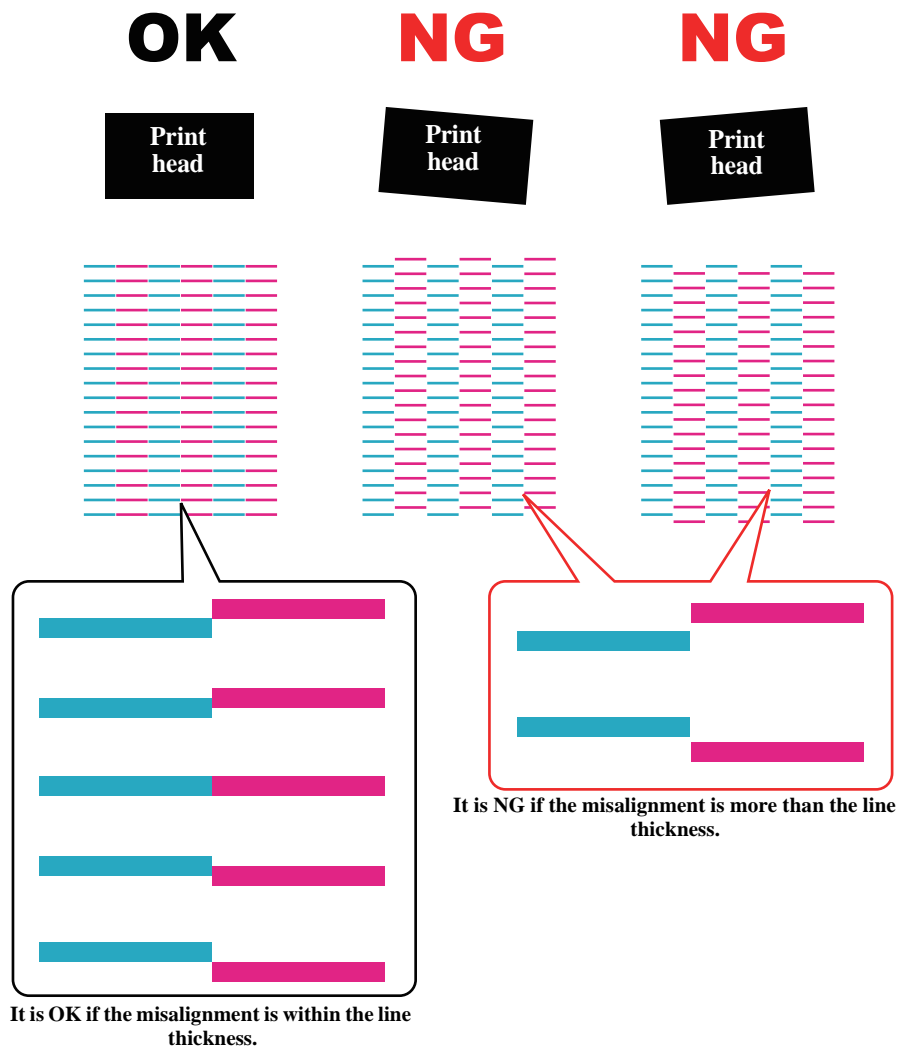 OK
NG
NG
Print
head
Print
head
Print
head
It is OK if the misalignment is within the line
thickness.
It is NG if the misalignment is more than the line
thickness.